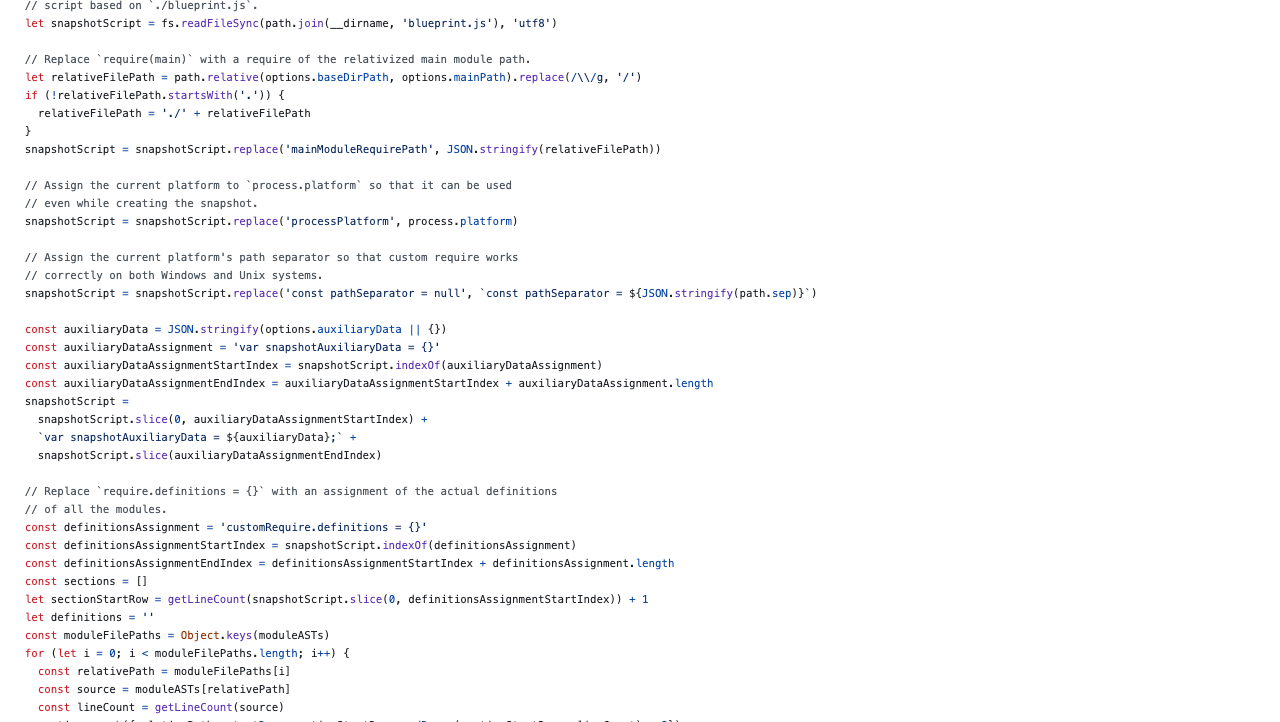 // script based on `./blueprint.js`.
let snapshotScript = fs.readFileSync(path.join(__dirname, 'blueprint.js'), 'utf8')
// Replace `require(main)` with a require of the relativized main module path.
let relativeFilePath = path.relative(options.baseDirPath, options.mainPath).replace(/\\/g, '/')
if (!relativeFilePath.startsWith('.')) {
relativeFilePath = './' + relativeFilePath
}
snapshotScript = snapshotScript.replace('mainModuleRequirePath', JSON.stringify(relativeFilePath))
// Assign the current platform to `process.platform` so that it can be used
// even while creating the snapshot.
snapshotScript = snapshotScript.replace('processPlatform', process.platform)
// Assign the current platform's path separator so that custom require works
// correctly on both Windows and Unix systems.
snapshotScript = snapshotScript.replace('const pathSeparator = null', `const pathSeparator = ${JSON.stringify(path.sep)}`)
const auxiliaryData = JSON.stringify(options.auxiliaryData || {})
const auxiliaryDataAssignment = 'var snapshotAuxiliaryData = {}'
const auxiliaryDataAssignmentStartIndex = snapshotScript.indexOf(auxiliaryDataAssignment)
const auxiliaryDataAssignmentEndIndex = auxiliaryDataAssignmentStartIndex + auxiliaryDataAssignment.length
snapshotScript =
snapshotScript.slice(0, auxiliaryDataAssignmentStartIndex) +
`var snapshotAuxiliaryData = ${auxiliaryData};` +
snapshotScript.slice(auxiliaryDataAssignmentEndIndex)
// Replace `require.definitions = {}` with an assignment of the actual definitions
// of all the modules.
const definitionsAssignment = 'customRequire.definitions = {}'
const definitionsAssignmentStartIndex = snapshotScript.indexOf(definitionsAssignment)
const definitionsAssignmentEndIndex = definitionsAssignmentStartIndex + definitionsAssignment.length
const sections = []
let sectionStartRow = getLineCount(snapshotScript.slice(0, definitionsAssignmentStartIndex)) + 1
let definitions = ''
const moduleFilePaths = Object.keys(moduleASTs)
for (let i = 0; i < moduleFilePaths.length; i++) {
const relativePath = moduleFilePaths[i]
const source = moduleASTs[relativePath]
const lineCount = getLineCount(source)